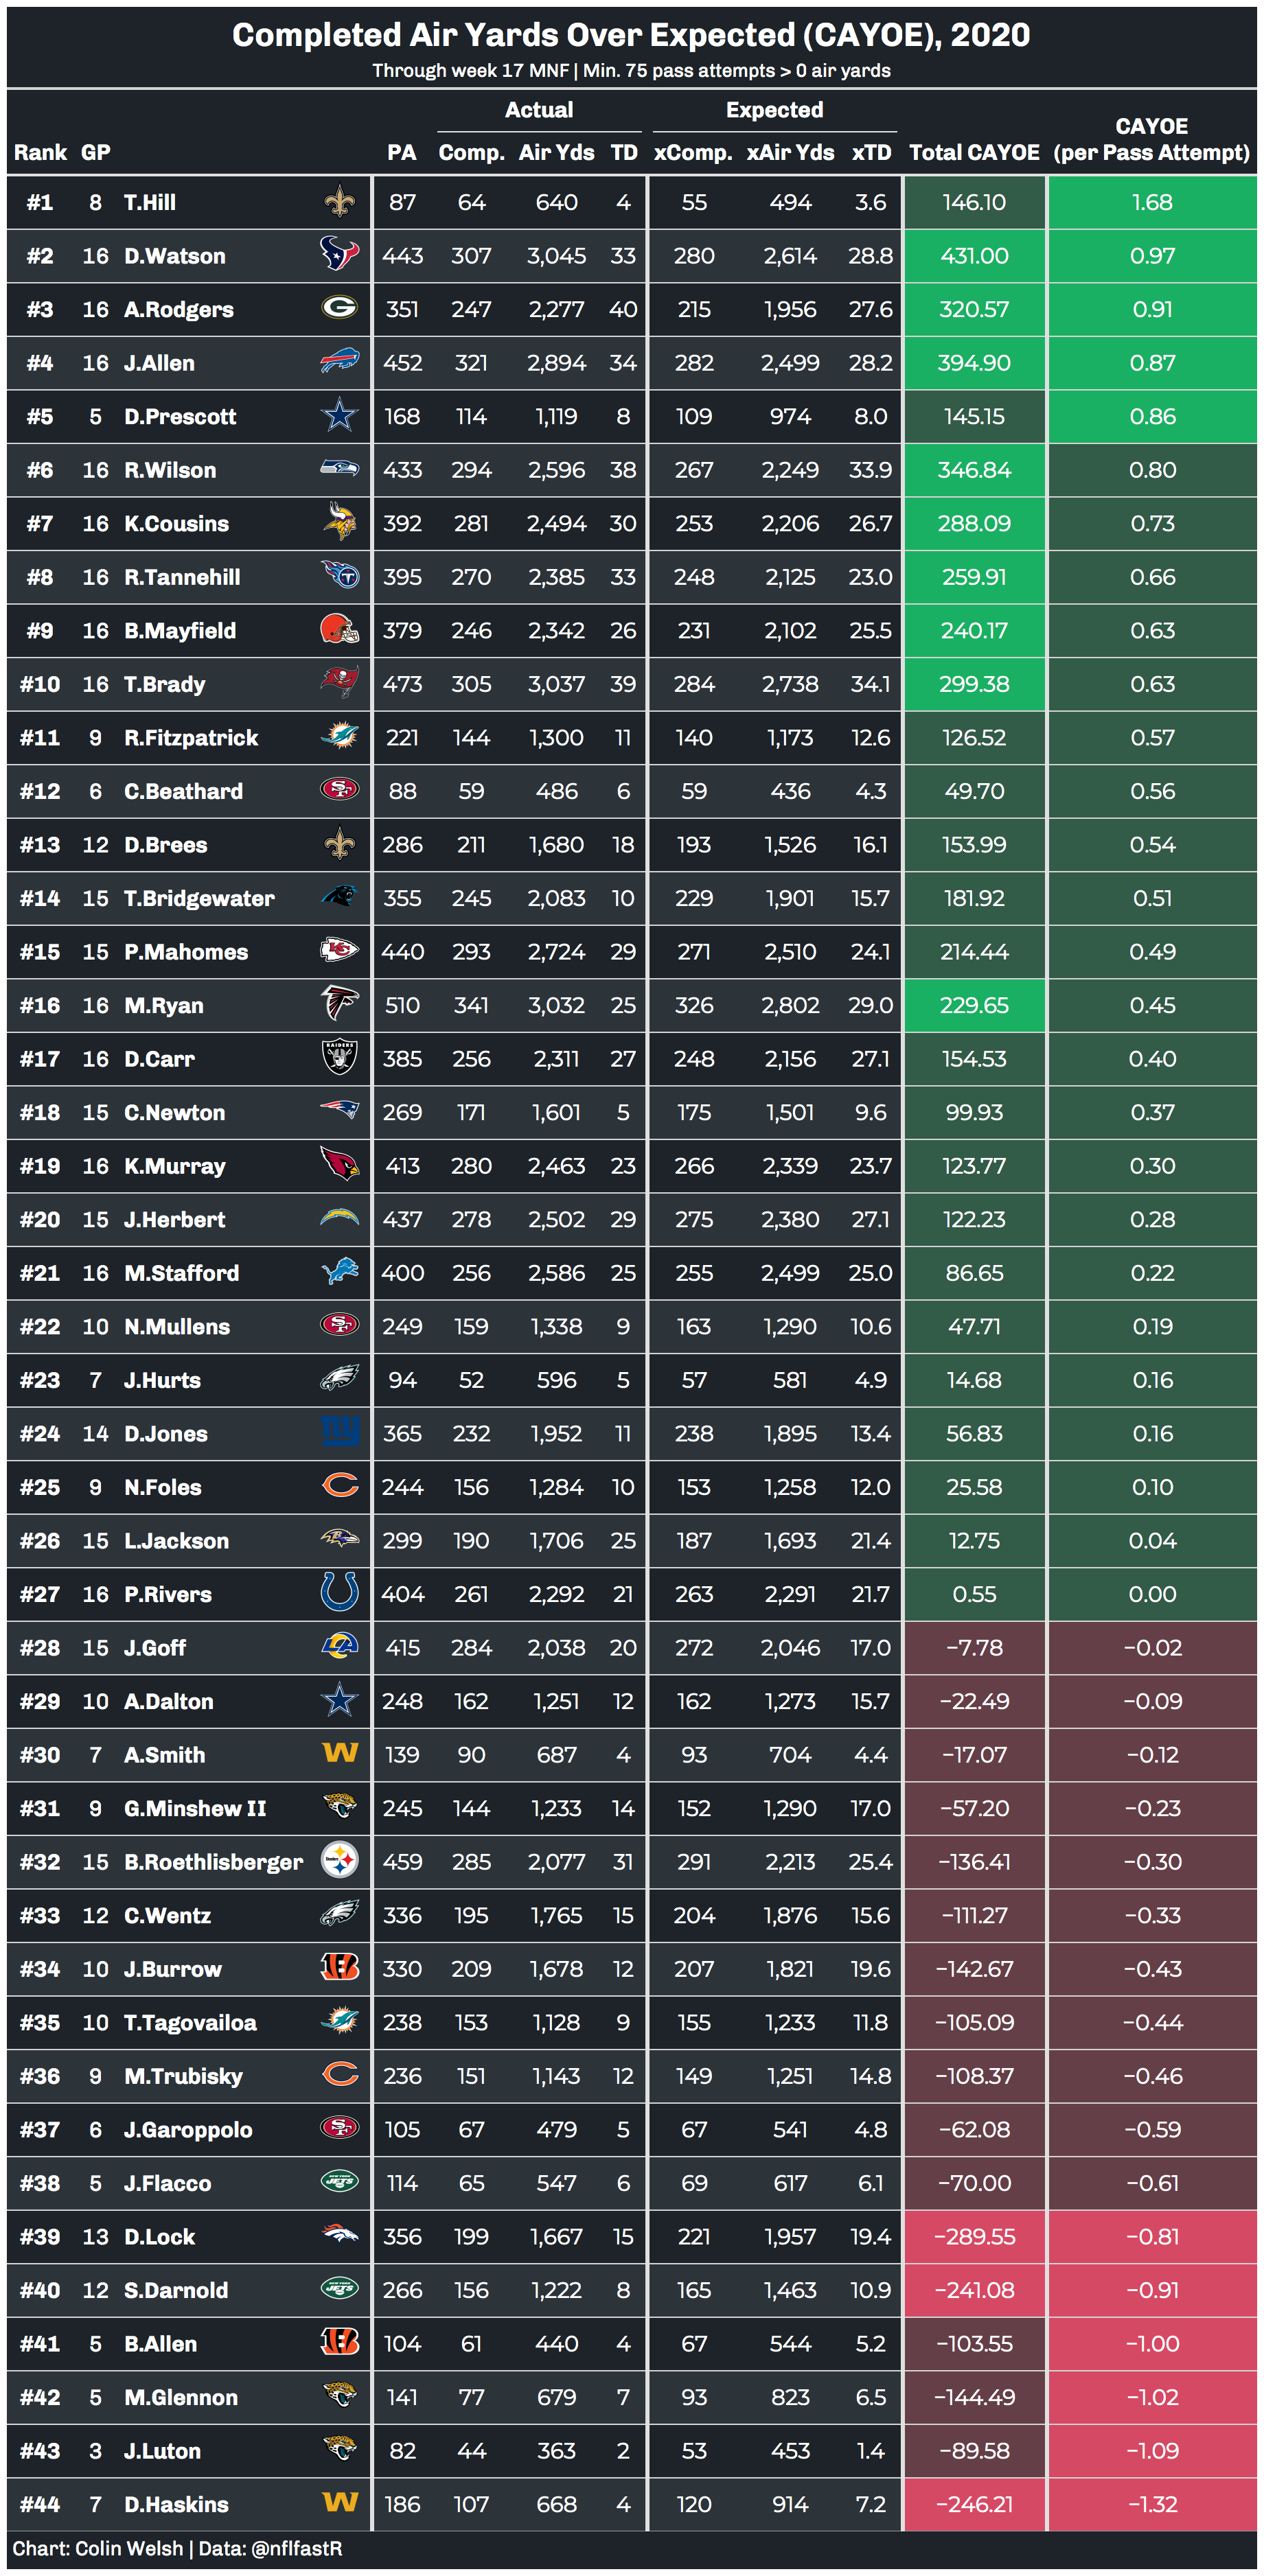 Completed Air Yards Over Expected (CAYOE), 2020
Through week 17 MNF | Min. 75 pass attempts > 0 air yards
Actual Expected
Rank GP PA Comp. Air Yds TD xComp. xAir Yds xTD Total CAYOE CAYOE (per Pass Attempt)
#1 8 T.Hill 87 64 640 4 55 494 3.6 146.10 1.68
#2 16 D.Watson 443 307 3,045 33 280 2,614 28.8 431.00 0.97
#3 16 A.Rodgers G 351 247 2,277 40 215 1,956 27.6 320.57 0.91
#4 16 J.Allen 452 321 2,894 34 282 2,499 28.2 394.90 0.87
#5 5 D.Prescott 168 114 1,119 8 109 974 8.0 145.15 0.86
#6 16 R.Wilson 433 294 2,596 38 267 2,249 33.9 346.84 0.80
#7 16 K.Cousins 392 281 2,494 30 253 2,206 26.7 288.09 0.73
#8 16 R.Tannehill T 395 270 2,385 33 248 2,125 23.0 259.91 0.66
#9 16 B.Mayfield 379 246 2,342 26 231 2,102 25.5 240.17 0.63
#10 16 T.Brady 473 305 3,037 39 284 2,738 34.1 299.38 0.63
#11 9 R.Fitzpatrick 221 144 1,300 11 140 1,173 12.6 126.52 0.57
#12 6 C.Beathard SF 88 59 486 6 59 436 4.3 49.70 0.56
#13 12 D.Brees 286 211 1,680 18 193 1,526 16.1 153.99 0.54
#14 15 T.Bridgewater 355 245 2,083 10 229 1,901 15.7 181.92 0.51
#15 15 P.Mahomes KC 440 293 2,724 29 271 2,510 24.1 214.44 0.49
#16 16 M.Ryan 510 341 3,032 25 326 2,802 29.0 229.65 0.45
#17 16 D.Carr RAIDERS 385 256 2,311 27 248 2,156 27.1 154.53 0.40
#18 15 C.Newton 269 171 1,601 5 175 1,501 9.6 99.93 0.37
#19 16 K.Murray 413 280 2,463 23 266 2,339 23.7 123.77 0.30
#20 15 J.Herbert 437 278 2,502 29 275 2,380 27.1 122.23 0.28
#21 16 M.Stafford 400 256 2,586 25 255 2,499 25.0 86.65 0.22
#22 10 N.Mullens SF 249 159 1,338 9 163 1,290 10.6 47.71 0.19
#23 7 J.Hurts 94 52 596 5 57 581 4.9 14.68 0.16
#24 14 D.Jones ny 365 232 1,952 11 238 1,895 13.4 56.83 0.16
#25 9 N.Foles C 244 156 1,284 10 153 1,258 12.0 25.58 0.10
#26 15 L.Jackson 299 190 1,706 25 187 1,693 21.4 12.75 0.04
#27 16 P.Rivers 404 261 2,292 21 263 2,291 21.7 0.55 0.00
#28 15 J.Goff LA 415 284 2,038 20 272 2,046 17.0 −7.78 −0.02
#29 10 A.Dalton 248 162 1,251 12 162 1,273 15.7 −22.49 −0.09
#30 7 A.Smith W 139 90 687 4 93 704 4.4 −17.07 −0.12
#31 9 G.Minshew II 245 144 1,233 14 152 1,290 17.0 −57.20 −0.23
#32 15 B.Roethlisberger Steelers 459 285 2,077 31 291 2,213 25.4 −136.41 −0.30
#33 12 C.Wentz 336 195 1,765 15 204 1,876 15.6 −111.27 −0.33
#34 10 J.Burrow B 330 209 1,678 12 207 1,821 19.6 −142.67 −0.43
#35 10 T.Tagovailoa 238 153 1,128 9 155 1,233 11.8 −105.09 −0.44
#36 9 M.Trubisky C 236 151 1,143 12 149 1,251 14.8 −108.37 −0.46
#37 6 J.Garoppolo SF 105 67 479 5 67 541 4.8 −62.08 −0.59
#38 5 J.Flacco NEW YORK JETS 114 65 547 6 69 617 6.1 −70.00 −0.61
#39 13 D.Lock 356 199 1,667 15 221 1,957 19.4 −289.55 −0.81
#40 12 S.Darnold NEW YORK JETS 266 156 1,222 8 165 1,463 10.9 −241.08 −0.91
#41 5 B.Allen B 104 61 440 4 67 544 5.2 −103.55 −1.00
#42 5 M.Glennon 141 77 679 7 93 823 6.5 −144.49 −1.02
#43 3 J.Luton 82 44 363 2 53 453 1.4 −89.58 −1.09
#44 7 D.Haskins W 186 107 668 4 120 914 7.2 −246.21 −1.32
Chart: Colin Welsh | Data: @nflfastR